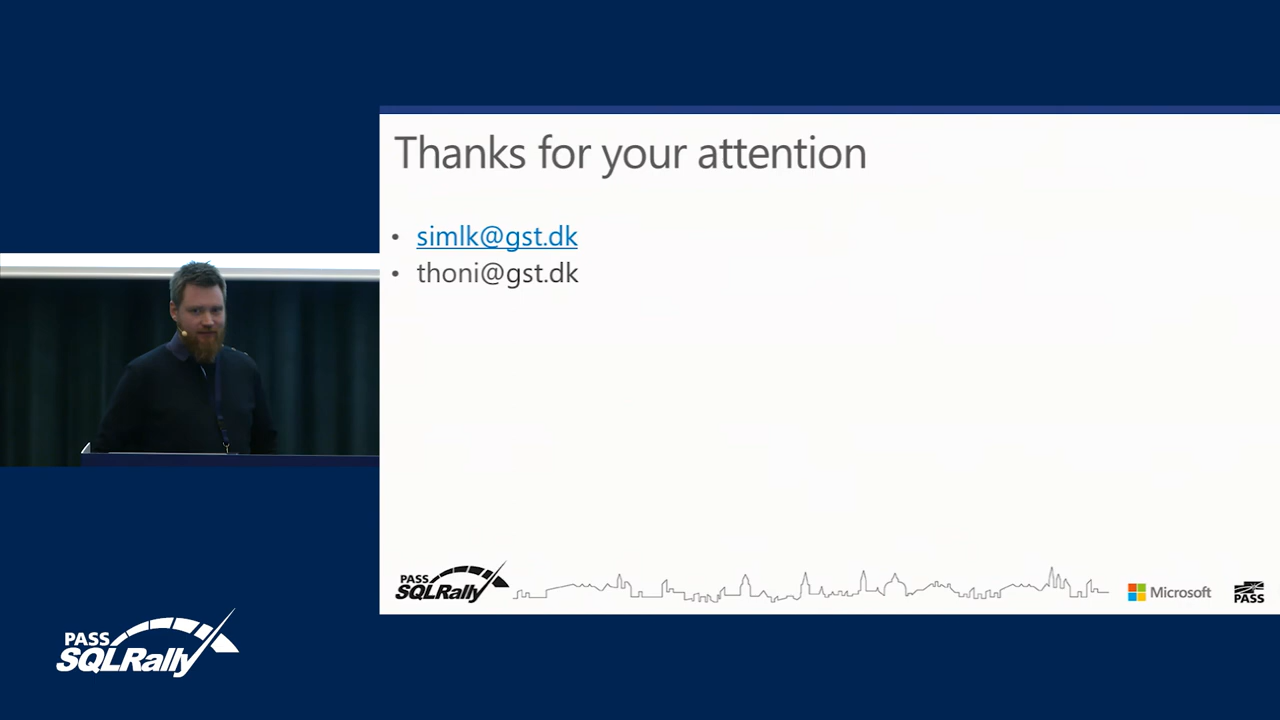 Thanks for your attention
• simlk@gst.dk
• thoni@gst.dk
PASS
SQLRally
Microsoft
PASS
PASS
SQLRally